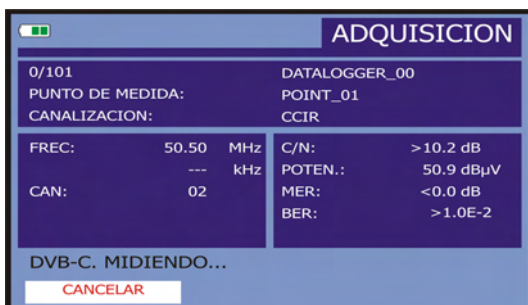 ADQUISICION
0/101 DATALOGGER_00
PUNTO DE MEDIDA: POINT_01
CANALIZACION: CCIR
FREC: 50.50 MHz
--- kHz
CAN: 02
C/N: >10.2 dB
POTEN.: 50.9 dBµV
MER: <0.0 dB
BER: >1.0E-2
DVB-C. MIDIENDO...
CANCELAR